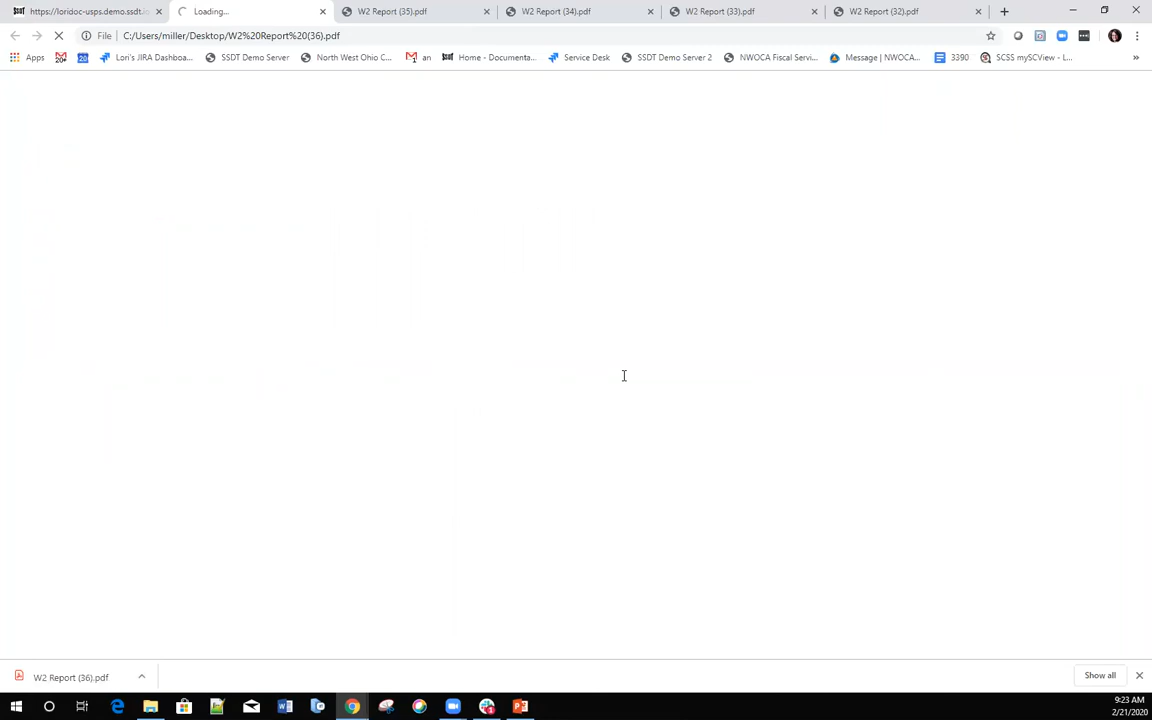 https://loridoc-usps.demo.ssdt.io
Loading...
W2 Report (35).pdf
W2 Report (34).pdf
W2 Report (33).pdf
W2 Report (32).pdf
File
C:/Users/miller/Desktop/W2%20Report%20(36).pdf
Apps
20
Lori's JIRA Dashboa...
SSDT Demo Server
North West Ohio C...
an
Home - Documenta...
Service Desk
SSDT Demo Server 2
NWOCA Fiscal Servi...
Message | NWOCA...
3390
SCSS mySCView - L...
W2 Report (36).pdf
Show all
9:23 AM
2/21/2020